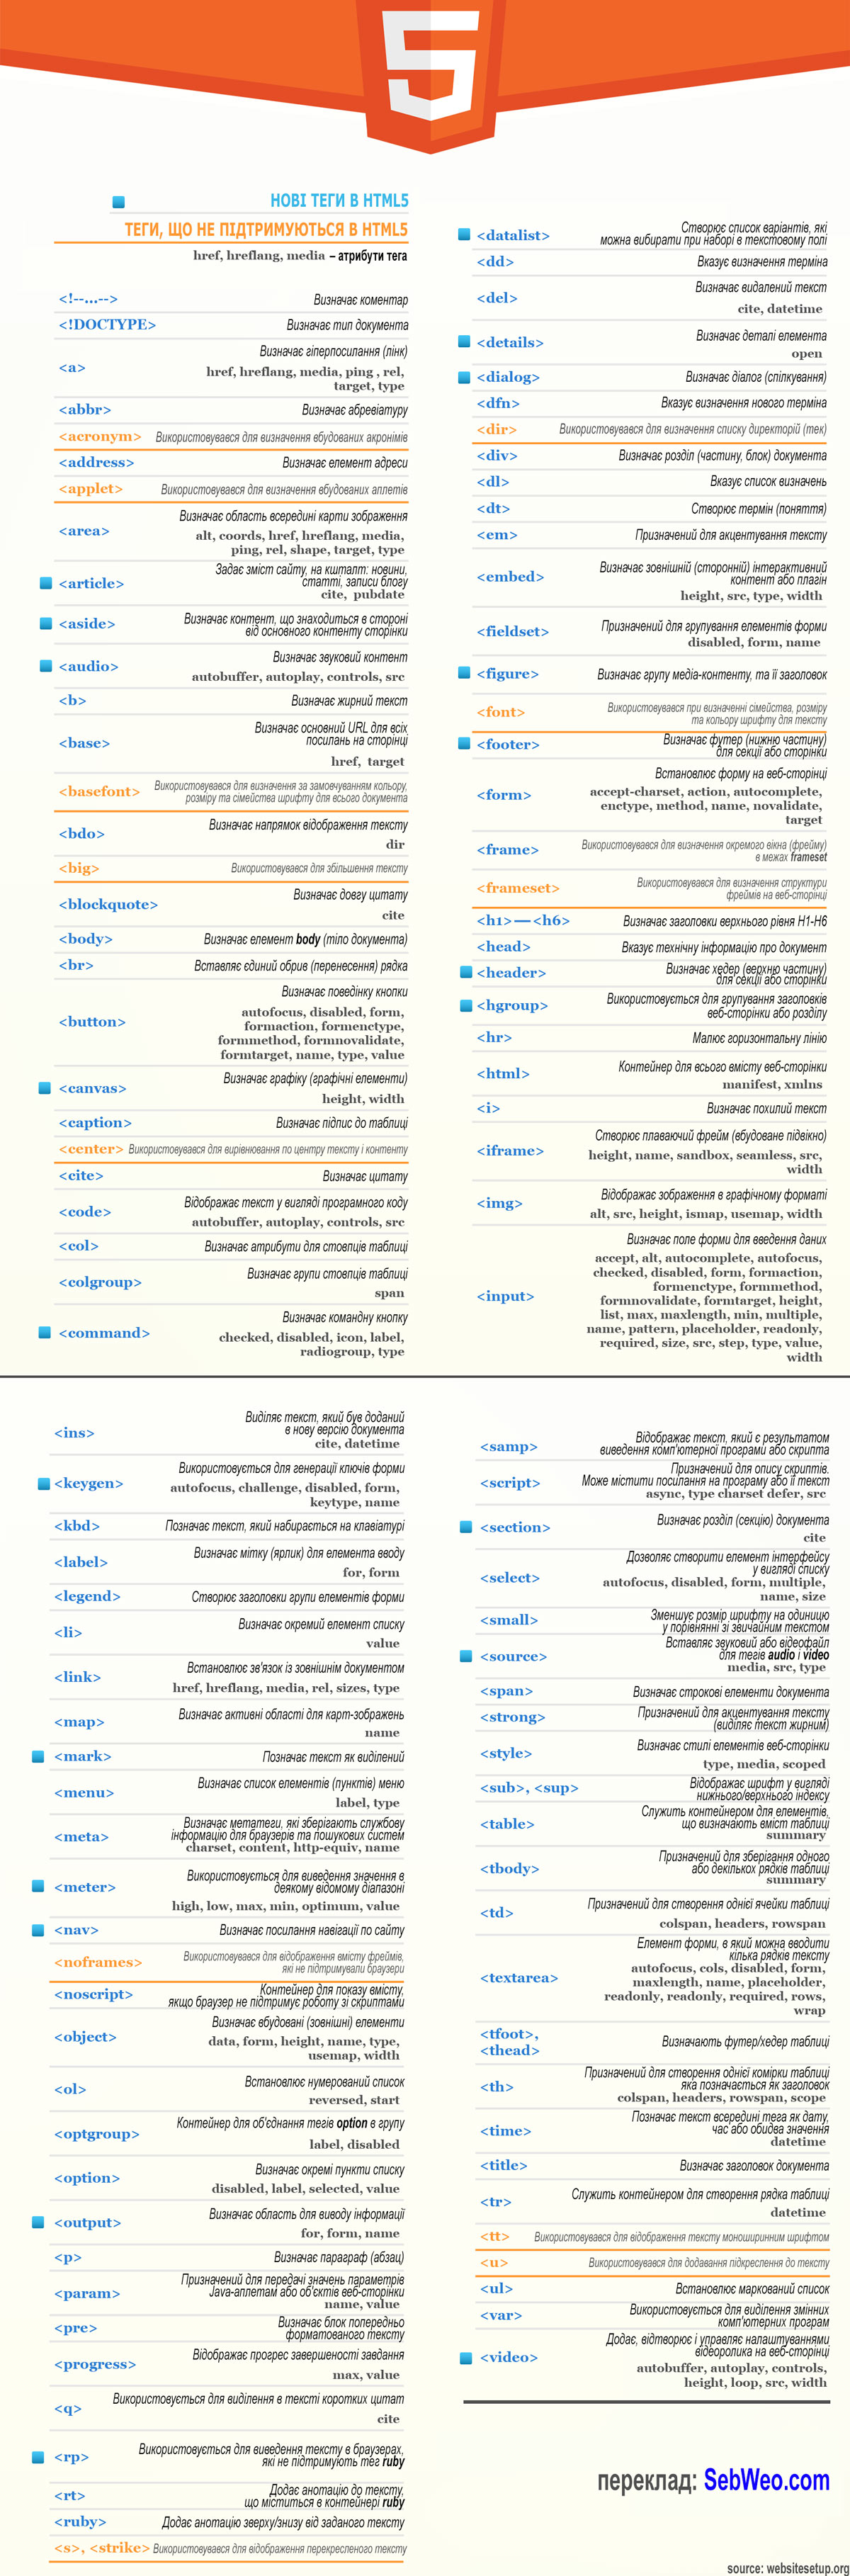 НОВІ ТЕГИ В HTML5
ТЕГИ, ЩО НЕ ПІДТРИМУЮТЬСЯ В HTML5
href, hreflang, media – атрибути тега
<!--...--> Визначає коментар
<!DOCTYPE> Визначає тип документа
<a> Визначає гіперпосилання (лінк)
href, hreflang, media, ping , rel,
target, type
<abbr> Визначає абревіатуру
<acronym> Використовувався для визначення вбудованих акронімів
<address> Визначає елемент адреси
<applet> Використовувався для визначення вбудованих аплетів
<area> Визначає область всередині карти зображення
alt, coords, href, hreflang, media,
ping, rel, shape, target, type
<article> Задає зміст сайту, на кшталт: новини,
статті, записи блогу
cite, pubdate
<aside> Визначає контент, що знаходиться в стороні
від основного контенту сторінки
<audio> Визначає звуковий контент
autobuffer, autoplay, controls, src
<b> Визначає жирний текст
<base> Визначає основний URL для всіх
посилань на сторінці
href, target
<basefont> Використовувався для визначення за замовчуванням кольору,
розміру та сімейства шрифту для всього документа
<bdo> Визначає напрямок відображення тексту
dir
<big> Використовувався для збільшення тексту
<blockquote> Визначає довгу цитату
cite
<body> Визначає елемент body (тіло документа)
<br> Вставляє єдиний обрив (перенесення) рядка
<button> Визначає поведінку кнопки
autofocus, disabled, form,
formaction, formenctype,
formmethod, formnovalidate,
formtarget, name, type, value
<canvas> Визначає графіку (графічні елементи)
height, width
<caption> Визначає підпис до таблиці
<center> Використовувався для вирівнювання по центру тексту і контенту
<cite> Визначає цитату
<code> Відображає текст у вигляді програмного коду
autobuffer, autoplay, controls, src
<col> Визначає атрибути для стовпців таблиці
<colgroup> Визначає групи стовпців таблиці
span
<command> Визначає командну кнопку
checked, disabled, icon, label,
radiogroup, type
<datalist> Створює список варіантів, які
можна вибирати при наборі в текстовому полі
<dd> Вказує визначення терміна
<del> Визначає видалений текст
cite, datetime
<details> Визначає деталі елемента
open
<dialog> Визначає діалог (спілкування)
<dfn> Вказує визначення нового терміна
<dir> Використовувався для визначення списку директорій (тек)
<div> Визначає розділ (частину, блок) документа
<dl> Вказує список визначень
<dt> Створює термін (поняття)
<em> Призначений для акцентування тексту
<embed> Визначає зовнішній (сторонній) інтерактивний
контент або плагін
height, src, type, width
<fieldset> Призначений для групування елементів форми
disabled, form, name
<figure> Визначає групу медіа-контенту, та її заголовок
<font> Використовувався при визначенні сімейства, розміру
та кольору шрифту для тексту
<footer> Визначає футер (нижню частину)
для секції або сторінки
<form> Встановлює форму на веб-сторінці
accept-charset, action, autocomplete,
enctype, method, name, novalidate,
target
<frame> Використовувався для визначення окремого вікна (фрейму)
в межах frameset
<frameset> Використовувався для визначення структури
фреймів на веб-сторінці
<h1>—<h6> Визначає заголовки верхнього рівня H1-H6
<head> Вказує технічну інформацію про документ
<header> Визначає хедер (верхню частину)
для секції або сторінки
<hgroup> Використовується для групування заголовків
веб-сторінки або розділу
<hr> Малює горизонтальну лінію
<html> Контейнер для всього вмісту веб-сторінки
manifest, xmlns
<i> Визначає похилий текст
<iframe> Створює плаваючий фрейм (вбудоване підвікно)
height, name, sandbox, seamless, src,
width
<img> Відображає зображення в графічному форматі
alt, src, height, ismap, usemap, width
<input> Визначає поле форми для введення даних
accept, alt, autocomplete, autofocus,
checked, disabled, form, formaction,
formenctype, formmethod,
formnovalidate, formtarget, height,
list, max, maxlength, min, multiple,
name, pattern, placeholder, readonly,
required, size, src, step, type, value,
width
<ins> Виділяє текст, який був доданий
в нову версію документа
cite, datetime
<keygen> Використовується для генерації ключів форми
autofocus, challenge, disabled, form,
keytype, name
<kbd> Позначає текст, який набирається на клавіатурі
<label> Визначає мітку (ярлик) для елемента вводу
for, form
<legend> Створює заголовки групи елементів форми
<li> Визначає окремий елемент списку
value
<link> Встановлює зв'язок із зовнішнім документом
href, hreflang, media, rel, sizes, type
<map> Визначає активні області для карт-зображень
name
<mark> Позначає текст як виділений
<menu> Визначає список елементів (пунктів) меню
label, type
<meta> Визначає метатеги, які зберігають службову
інформацію для браузерів та пошукових систем
charset, content, http-equiv, name
<meter> Використовується для виведення значення в
деякому відомому діапазоні
high, low, max, min, optimum, value
<nav> Визначає посилання навігації по сайту
<noframes> Використовувався для відображення вмісту фреймів,
які не підтримували браузери
<noscript> Контейнер для показу вмісту,
якщо браузер не підтримує роботу зі скриптами
<object> Визначає вбудовані (зовнішні) елементи
data, form, height, name, type,
usemap, width
<ol> Встановлює нумерований список
reversed, start
<optgroup> Контейнер для об'єднання тегів option в групу
label, disabled
<option> Визначає окремі пункти списку
disabled, label, selected, value
<output> Визначає область для виводу інформації
for, form, name
<p> Визначає параграф (абзац)
<param> Призначений для передачі значень параметрів
Java-аплетам або об'єктів веб-сторінки
name, value
<pre> Визначає блок попередньо
форматованого тексту
<progress> Відображає прогрес завершеності завдання
max, value
<q> Використовується для виділення в тексті коротких цитат
cite
<rp> Використовується для виведення тексту в браузерах,
які не підтримують тег ruby
<rt> Додає анотацію до тексту,
що міститься в контейнері ruby
<ruby> Додає анотацію зверху/знизу від заданого тексту
<s>, <strike> Використовувався для відображення перекресленого тексту
<samp> Відображає текст, який є результатом
виведення комп'ютерної програми або скрипта
<script> Призначений для опису скриптів.
Може містити посилання на програму або її текст
async, type charset defer, src
<section> Визначає розділ (секцію) документа
cite
<select> Дозволяє створити елемент інтерфейсу
у вигляді списку
autofocus, disabled, form, multiple,
name, size
<small> Зменшує розмір шрифту на одиницю
у порівнянні зі звичайним текстом
<source> Вставляє звуковий або відеофайл
для тегів audio і video
media, src, type
<span> Визначає строкові елементи документа
<strong> Призначений для акцентування тексту
(виділяє текст жирним)
<style> Визначає стилі елементів веб-сторінки
type, media, scoped
<sub>, <sup> Відображає шрифт у вигляді
нижнього/верхнього індексу
<table> Служить контейнером для елементів,
що визначають вміст таблиці
summary
<tbody> Призначений для зберігання одного
або декількох рядків таблиці
summary
<td> Призначений для створення однієї ячейки таблиці
colspan, headers, rowspan
<textarea> Елемент форми, в який можна вводити
кілька рядків тексту
autofocus, cols, disabled, form,
maxlength, name, placeholder,
readonly, readonly, required, rows,
wrap
<tfoot>,
<thead> Визначають футер/хедер таблиці
<th> Призначений для створення однієї комірки таблиці
яка позначається як заголовок
colspan, headers, rowspan, scope
<time> Позначає текст всередині тега як дату,
час або обидва значення
datetime
<title> Визначає заголовок документа
<tr> Служить контейнером для створення рядка таблиці
datetime
<tt> Використовувався для відображення тексту моноширинним шрифтом
<u> Використовувався для додавання підкреслення до тексту
<ul> Встановлює маркований список
<var> Використовується для виділення змінних
комп'ютерних програм
<video> Додає, відтворює і управляє налаштуваннями
відеоролика на веб-сторінці
autobuffer, autoplay, controls,
height, loop, src, width
переклад: SebWeo.com
source: websitesetup.org